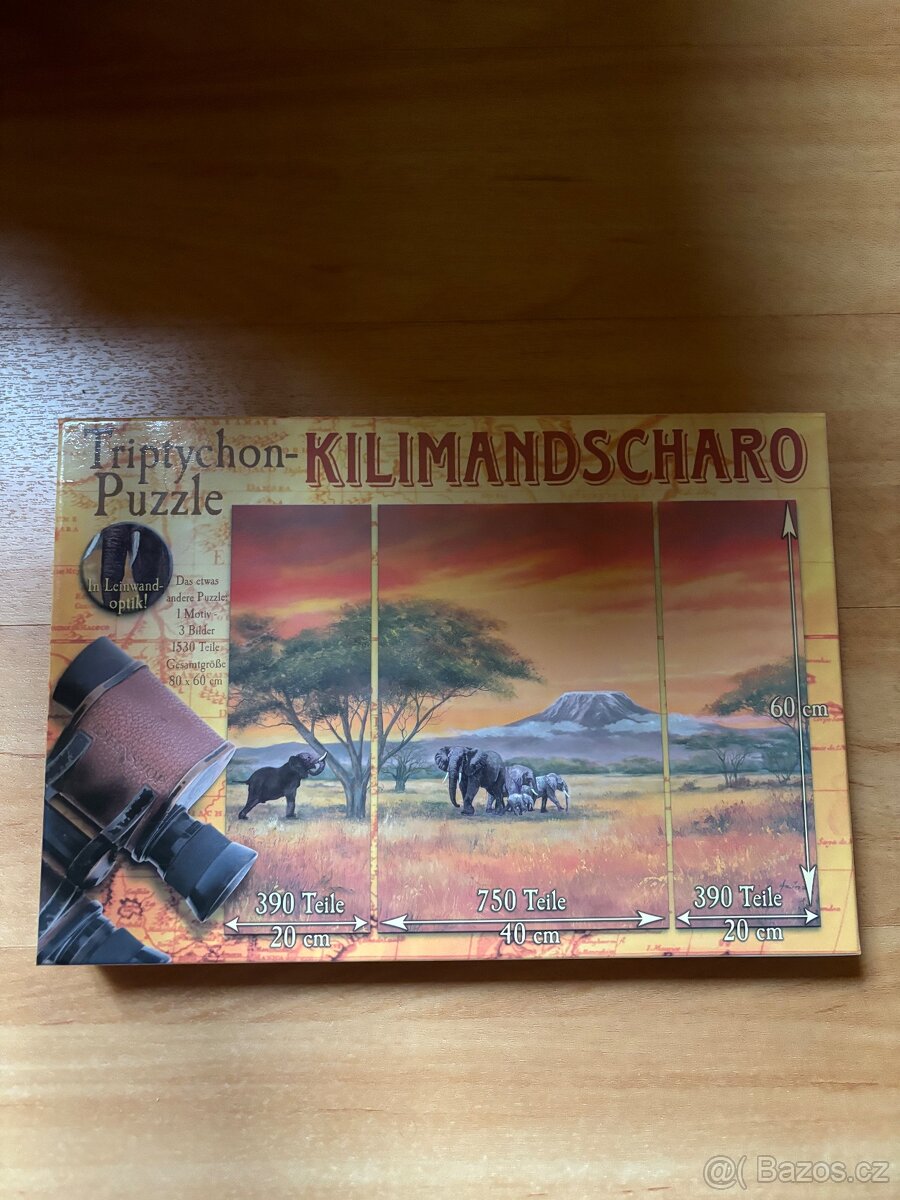 Triptychon-
Puzzle
KILIMANDSCHARO
In Leinwand-
optik!
Das etwas
andere Puzzle:
1 Motiv -
3 Bilder
1530 Teile
Gesamtgröße
80 x 60 cm
60 cm
390 Teile
20 cm
750 Teile
40 cm
390 Teile
20 cm
@( Bazos.cz